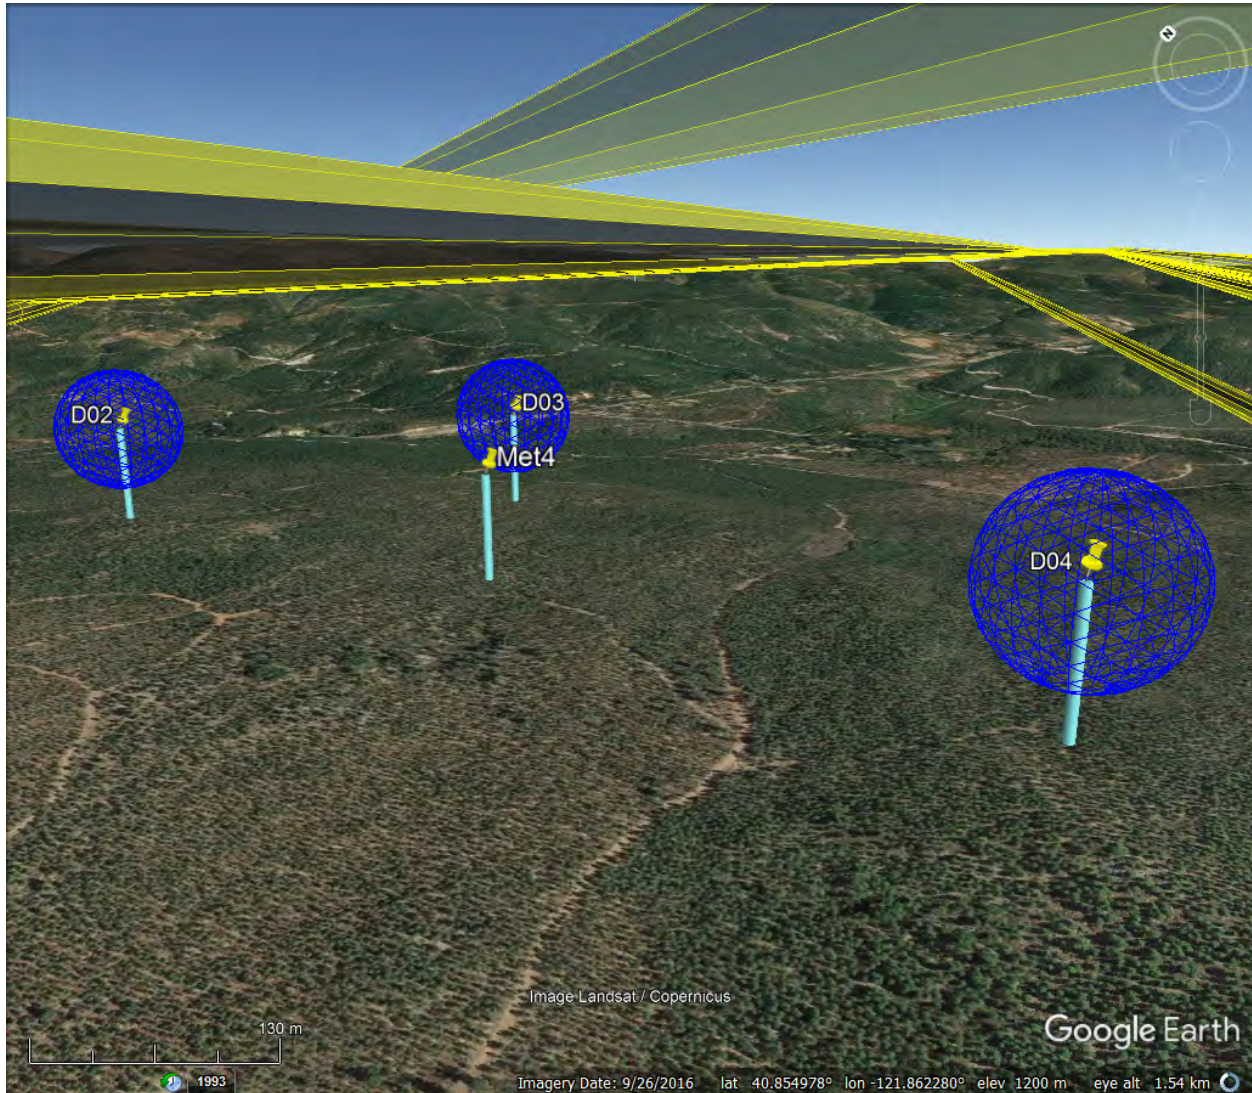 N
D02
D03
Met4
D04
Image Landsat / Copernicus
130 m
Google Earth
1993
Imagery Date: 9/26/2016 lat 40.854978° lon -121.862280° elev 1200 m eye alt 1.54 km